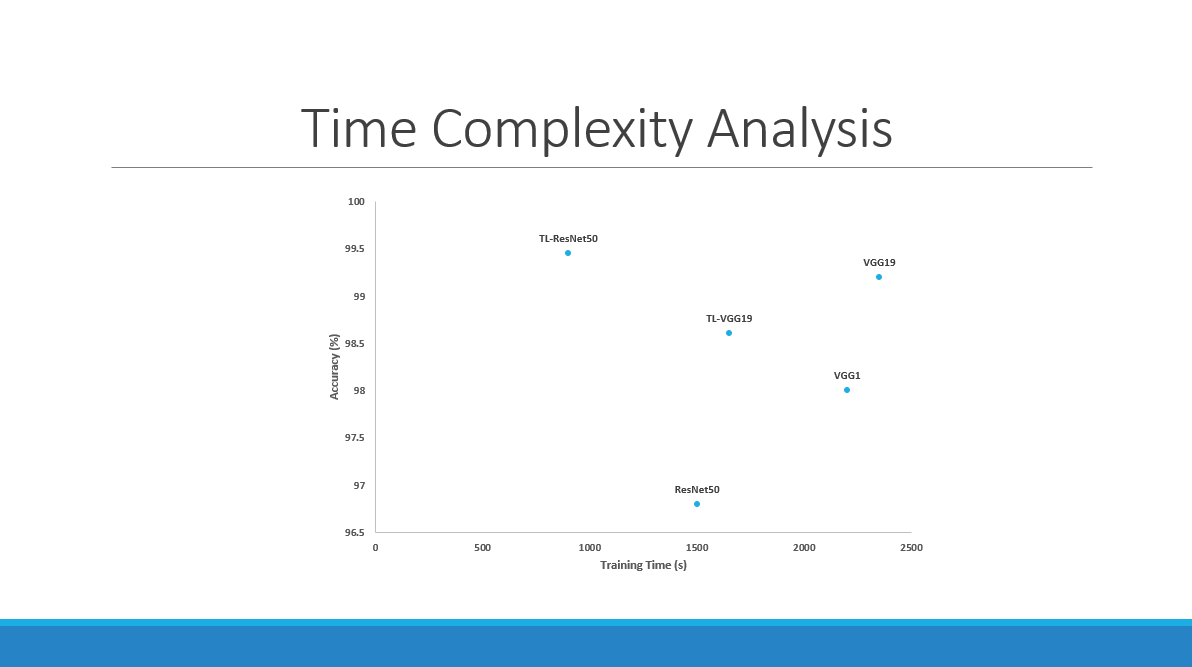 Time Complexity Analysis
100
99.5
99
98.5
98
97.5
97
96.5
Accuracy (%)
TL-ResNet50
VGG19
TL-VGG19
VGG1
ResNet50
0 500 1000 1500 2000 2500
Training Time (s)